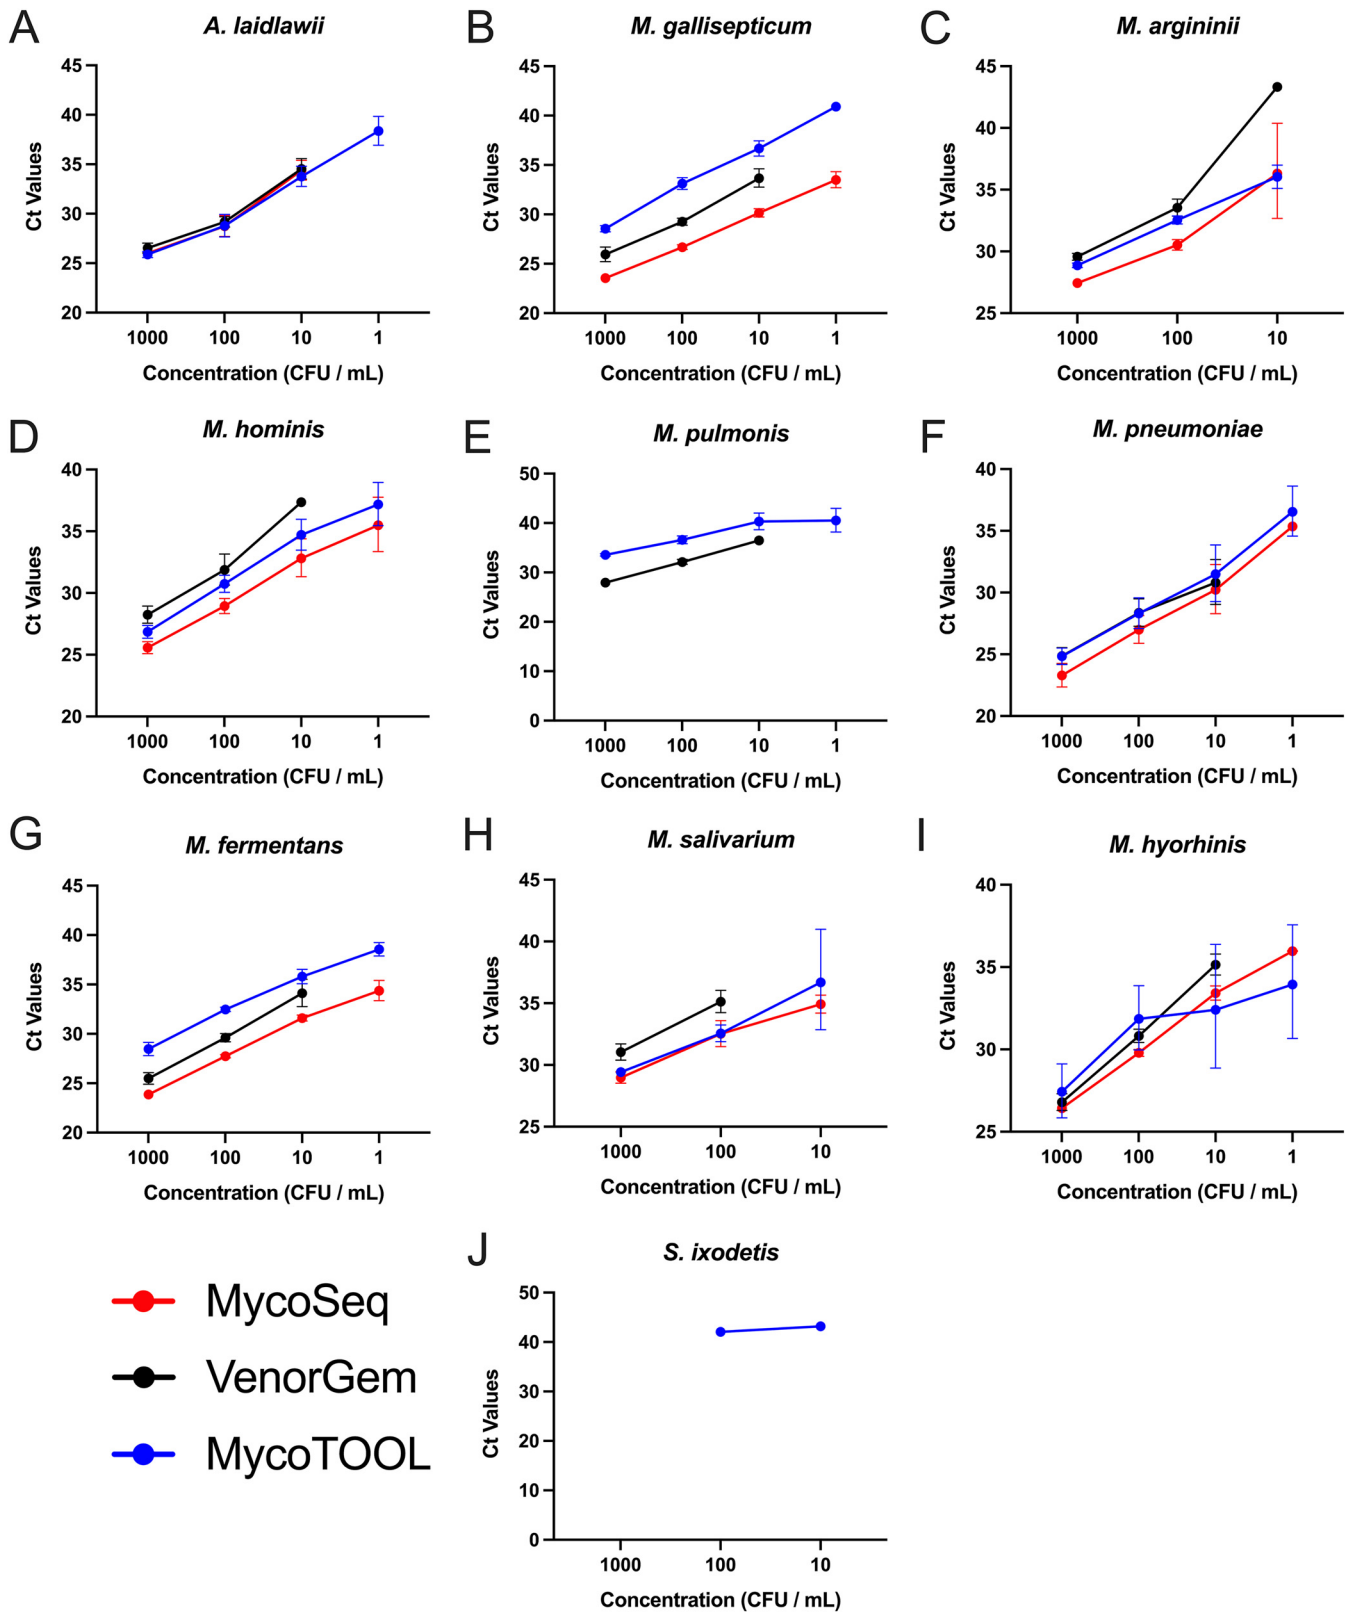 A
A. laidlawii
45
40
35
30
25
20
Ct Values
1000 100 10 1
Concentration (CFU / mL)
B
M. gallisepticum
45
40
35
30
25
20
Ct Values
1000 100 10 1
Concentration (CFU / mL)
C
M. argininii
45
40
35
30
25
Ct Values
1000 100 10
Concentration (CFU / mL)
D
M. hominis
40
35
30
25
20
Ct Values
1000 100 10 1
Concentration (CFU / mL)
E
M. pulmonis
50
40
30
20
10
0
Ct Values
1000 100 10 1
Concentration (CFU / mL)
F
M. pneumoniae
40
35
30
25
20
Ct Values
1000 100 10 1
Concentration (CFU / mL)
G
M. fermentans
45
40
35
30
25
20
Ct Values
1000 100 10 1
Concentration (CFU / mL)
H
M. salivarium
45
40
35
30
25
Ct Values
1000 100 10
Concentration (CFU / mL)
I
M. hyorhinis
40
35
30
25
Ct Values
1000 100 10 1
Concentration (CFU / mL)
MycoSeq
VenorGem
MycoTOOL
J
S. ixodetis
50
40
30
20
10
0
Ct Values
1000 100 10
Concentration (CFU / mL)